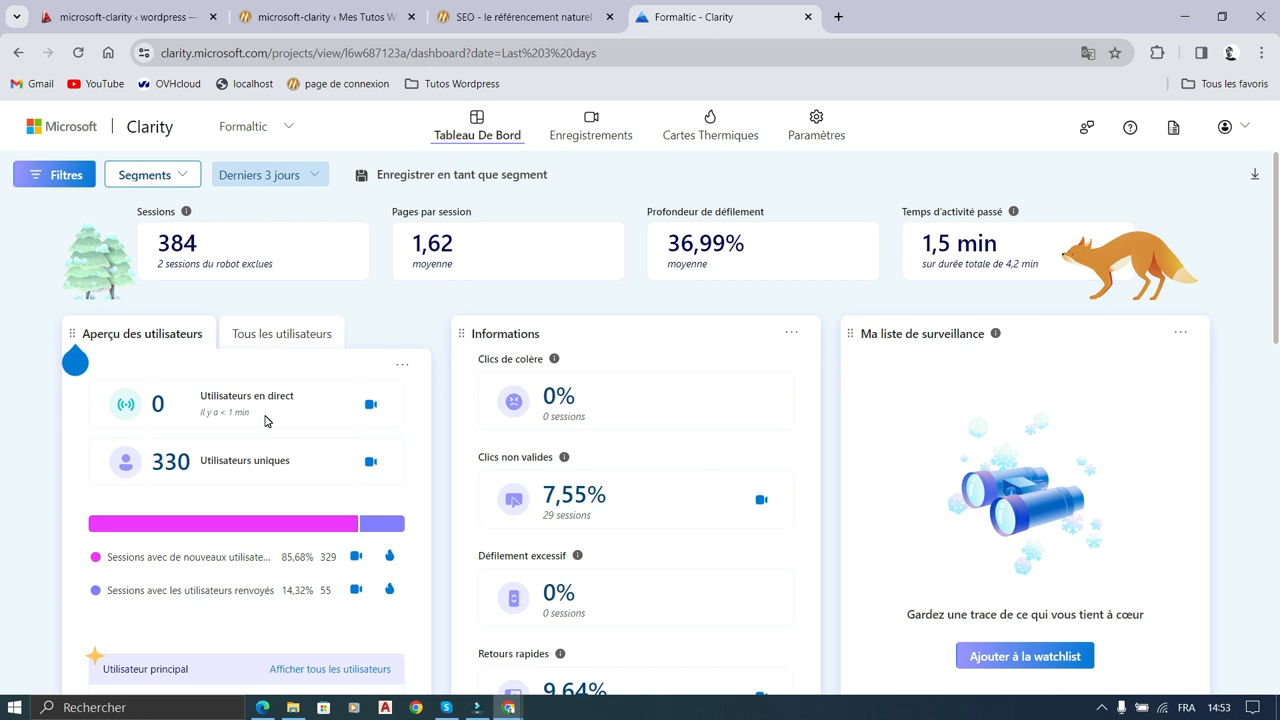 microsoft-clarity ‹ wordpress —
microsoft-clarity ‹ Mes Tutos W
SEO - le référencement naturel
Formaltic - Clarity
clarity.microsoft.com/projects/view/l6w687123a/dashboard?date=Last%203%20days
Gmail
YouTube
OVHcloud
localhost
page de connexion
Tutos Wordpress
Tous les favoris
Microsoft
Clarity
Formaltic
Tableau De Bord
Enregistrements
Cartes Thermiques
Paramètres
Filtres
Segments
Derniers 3 jours
Enregistrer en tant que segment
Sessions
384
2 sessions du robot exclues
Pages par session
1,62
moyenne
Profondeur de défilement
36,99%
moyenne
Temps d'activité passé
1,5 min
sur durée totale de 4,2 min
Aperçu des utilisateurs
Tous les utilisateurs
0
Utilisateurs en direct
Il y a < 1 min
330
Utilisateurs uniques
Sessions avec de nouveaux utilisate... 85,68% 329
Sessions avec les utilisateurs renvoyés 14,32% 55
Utilisateur principal
Afficher tous les utilisateurs
Informations
Clics de colère
0%
0 sessions
Clics non valides
7,55%
29 sessions
Défilement excessif
0%
0 sessions
Retours rapides
9,64%
Ma liste de surveillance
Gardez une trace de ce qui vous tient à cœur
Ajouter à la watchlist
Rechercher
FRA
14:53